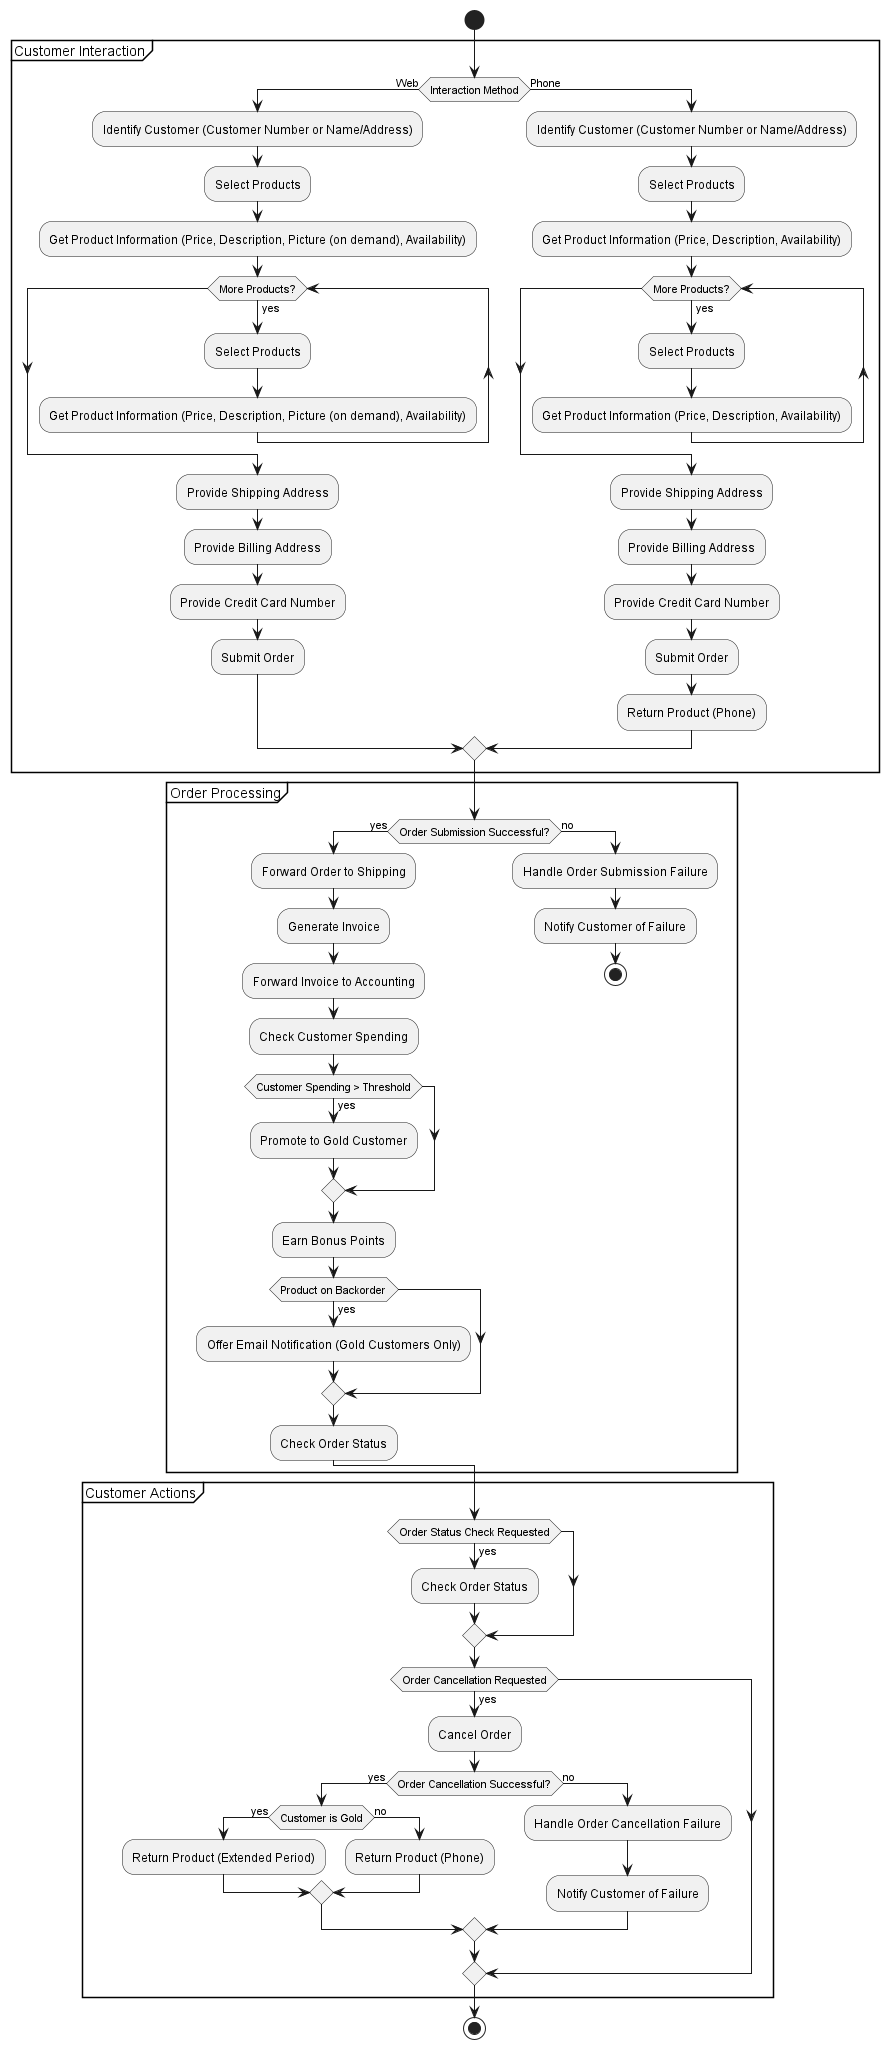 Customer Interaction
Interaction Method
Web
Phone
Identify Customer (Customer Number or Name/Address)
Select Products
Get Product Information (Price, Description, Picture (on demand), Availability)
More Products?
yes
Select Products
Get Product Information (Price, Description, Picture (on demand), Availability)
Provide Shipping Address
Provide Billing Address
Provide Credit Card Number
Submit Order
Identify Customer (Customer Number or Name/Address)
Select Products
Get Product Information (Price, Description, Availability)
More Products?
yes
Select Products
Get Product Information (Price, Description, Availability)
Provide Shipping Address
Provide Billing Address
Provide Credit Card Number
Submit Order
Return Product (Phone)
Order Processing
Order Submission Successful?
yes
no
Forward Order to Shipping
Generate Invoice
Forward Invoice to Accounting
Check Customer Spending
Customer Spending > Threshold
yes
Promote to Gold Customer
Earn Bonus Points
Product on Backorder
yes
Offer Email Notification (Gold Customers Only)
Check Order Status
Handle Order Submission Failure
Notify Customer of Failure
Customer Actions
Order Status Check Requested
yes
Check Order Status
Order Cancellation Requested
yes
Cancel Order
Order Cancellation Successful?
yes
no
Customer is Gold
yes
no
Return Product (Extended Period)
Return Product (Phone)
Handle Order Cancellation Failure
Notify Customer of Failure